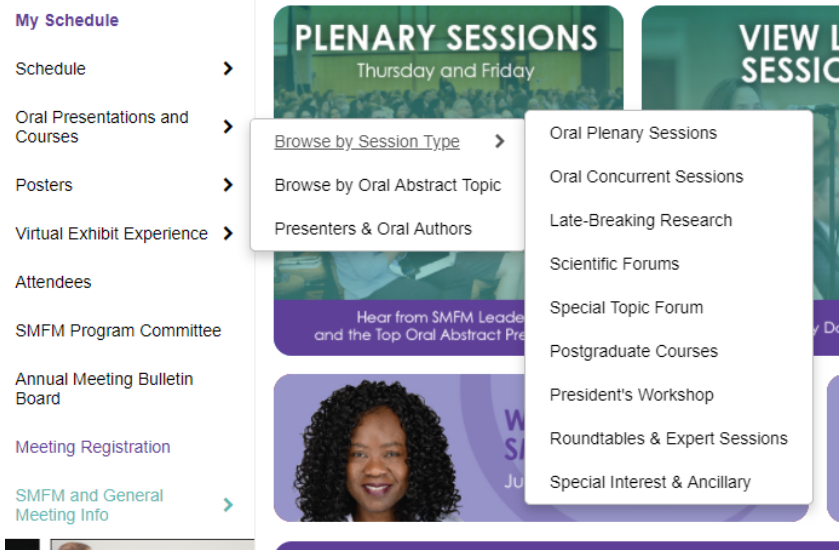 My Schedule
Schedule
Oral Presentations and
Courses
Posters
Virtual Exhibit Experience
Attendees
SMFM Program Committee
Annual Meeting Bulletin
Board
Meeting Registration
SMFM and General
Meeting Info
PLENARY SESSIONS
Thursday and Friday
Browse by Session Type
Browse by Oral Abstract Topic
Presenters & Oral Authors
Oral Plenary Sessions
Oral Concurrent Sessions
Late-Breaking Research
Scientific Forums
Special Topic Forum
Postgraduate Courses
President's Workshop
Roundtables & Expert Sessions
Special Interest & Ancillary
Hear from SMFM
and the Top Oral Abstract
VIEW